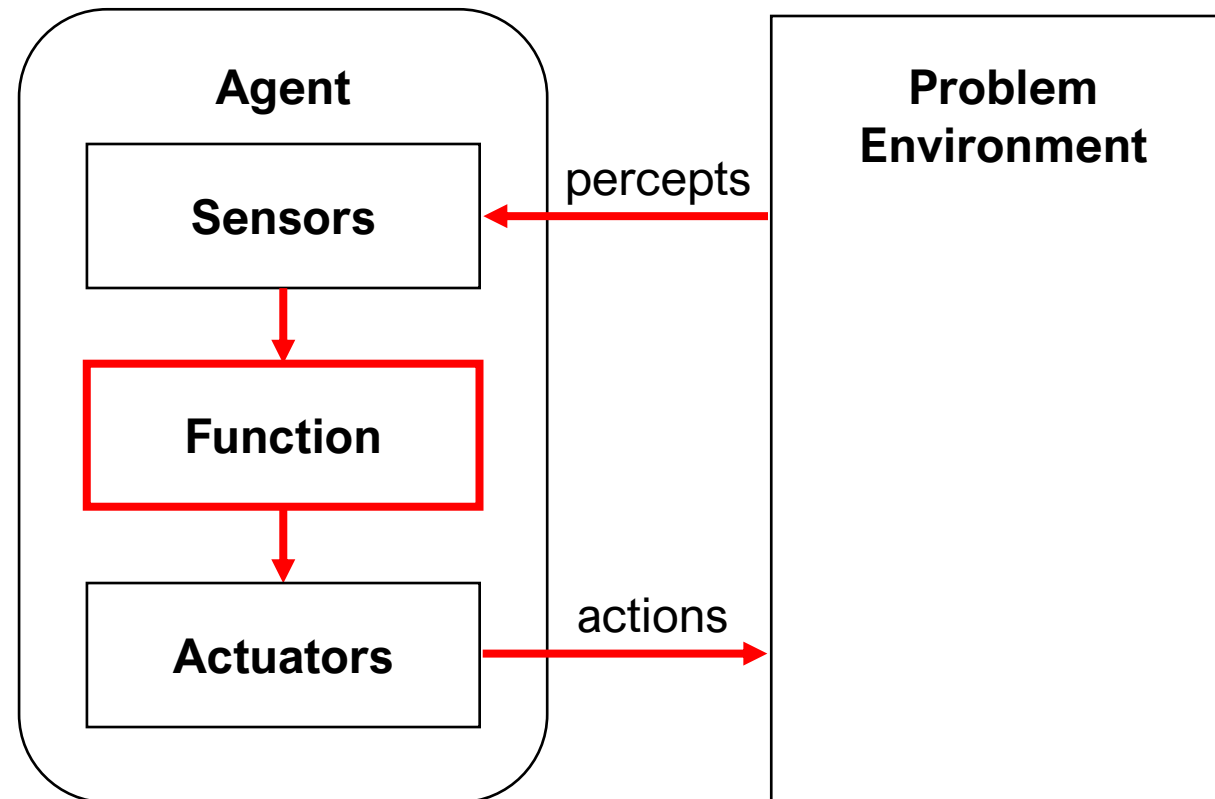 Agent
Sensors
Function
Actuators
percepts
actions
Problem
Environment